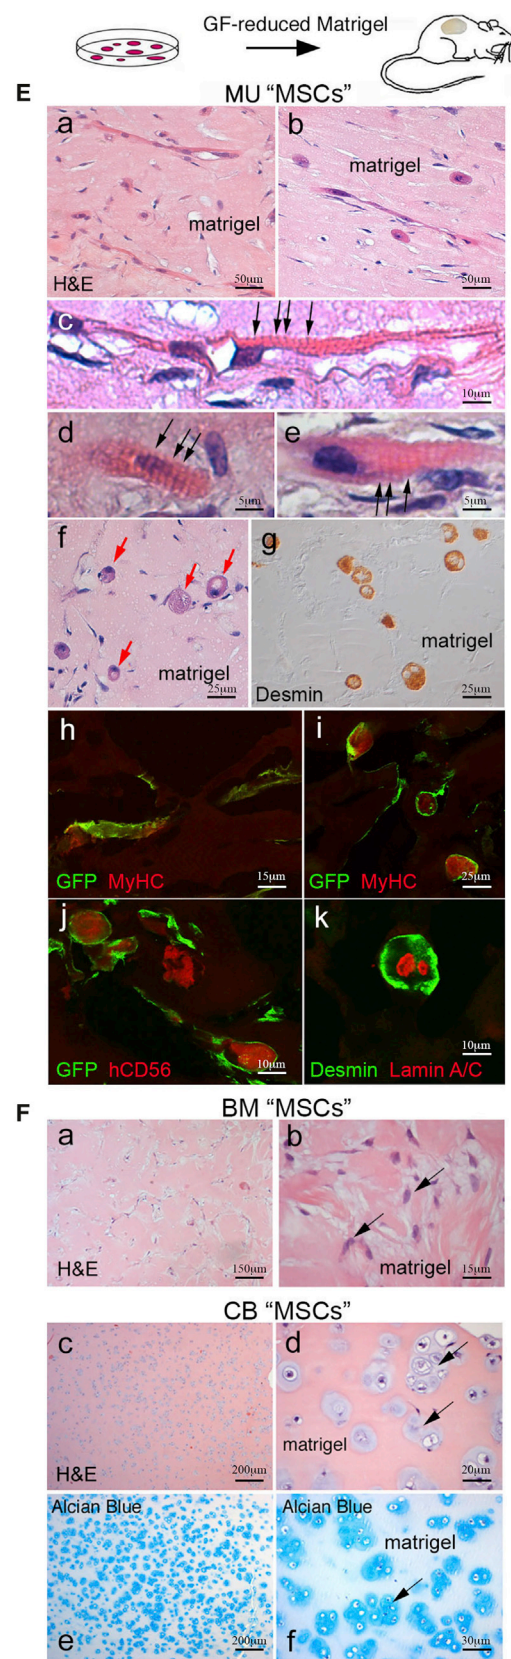 GF-reduced Matrigel
E
MU “MSCs”
a
matrigel
H&E
50µm
b
matrigel
50µm
c
10µm
d
5µm
e
5µm
f
matrigel
25µm
g
matrigel
Desmin
25µm
h
GFP MyHC
15µm
i
GFP MyHC
25µm
j
GFP hCD56
10µm
k
10µm
Desmin Lamin A/C
F
BM “MSCs”
a
H&E
150µm
b
matrigel
15µm
CB “MSCs”
c
H&E
200µm
d
matrigel
20µm
Alcian Blue
e
200µm
Alcian Blue
matrigel
f
30µm